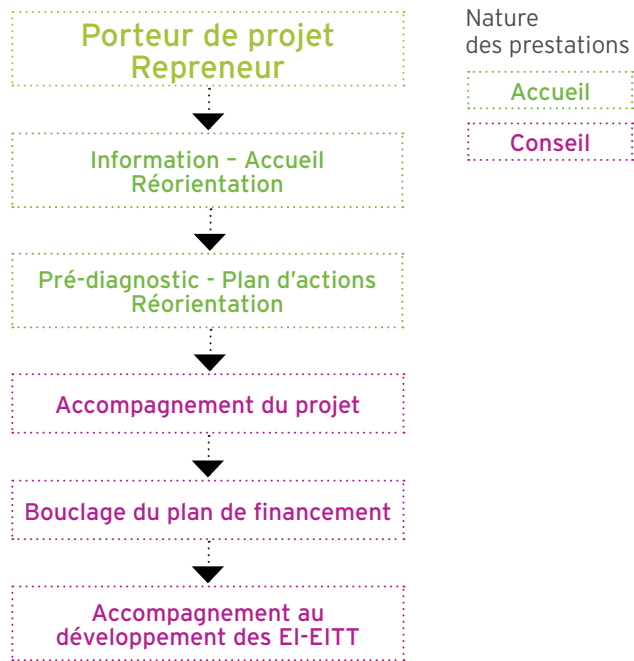 Porteur de projet
Repreneur
Information – Accueil
Réorientation
Pré-diagnostic - Plan d'actions
Réorientation
Accompagnement du projet
Bouclage du plan de financement
Accompagnement au
développement des EI-EITT
Nature
des prestations
Accueil
Conseil